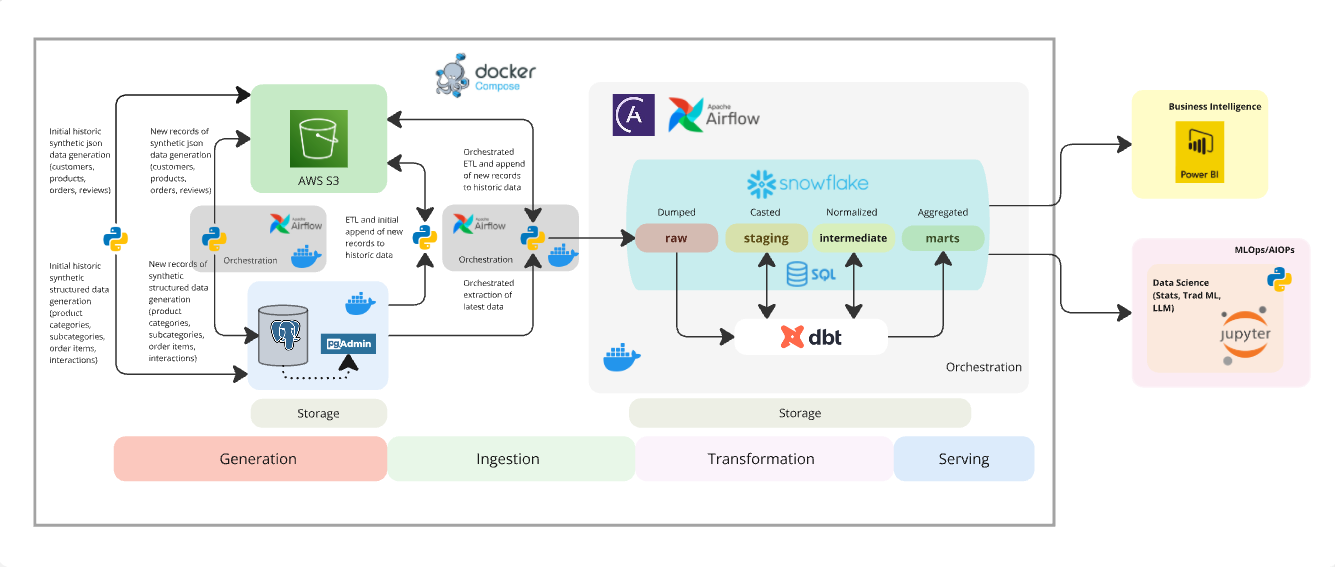 docker
Compose
Initial historic
synthetic json
data generation
(customers,
products,
orders, reviews)
New records of
synthetic json
data generation
(customers,
products,
orders, reviews)
AWS S3
Apache
Airflow
Orchestration
ETL and initial
append of new
records to
historic data
Orchestrated
ETL and append
of new records
to historic data
Apache
Airflow
Orchestration
Orchestrated
extraction of
latest data
Initial historic
synthetic
structured data
generation
(product
categories,
subcategories,
order items,
interactions)
New records of
synthetic
structured data
generation
(product
categories,
subcategories,
order items,
interactions)
pgAdmin
A
Apache
Airflow
snowflake
Dumped
Casted
Normalized
Aggregated
raw
staging
intermediate
marts
SQL
dbt
Orchestration
Business Intelligence
Power BI
MLOps/AIOPs
Data Science
(Stats, Trad ML,
LLM)
jupyter
Storage
Storage
Generation
Ingestion
Transformation
Serving